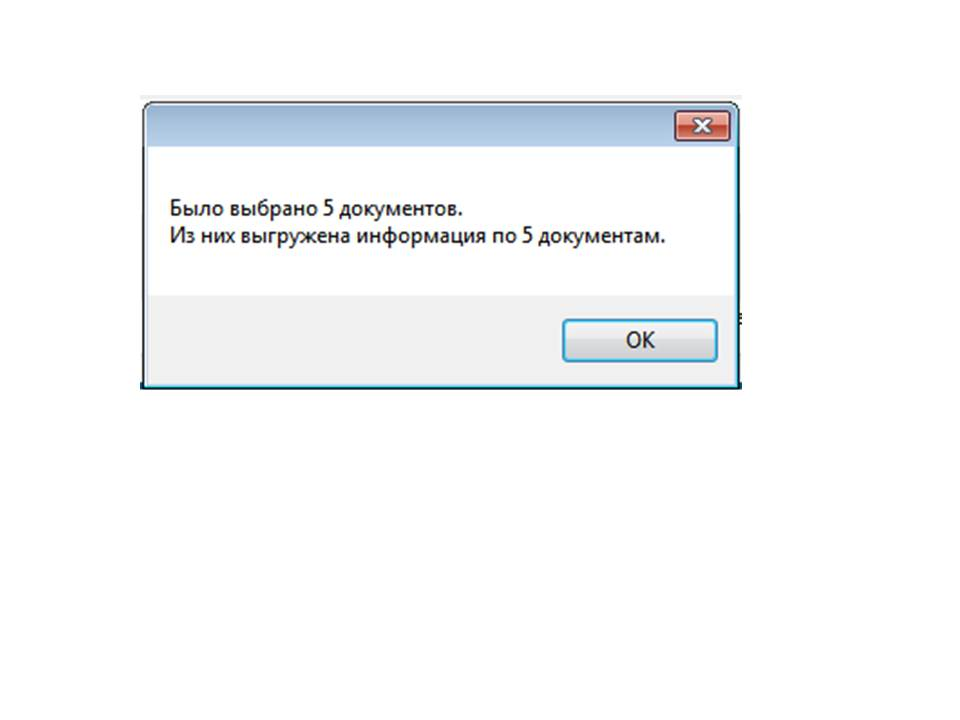 Было выбрано 5 документов.
Из них выгружена информация по 5 документам.
OK